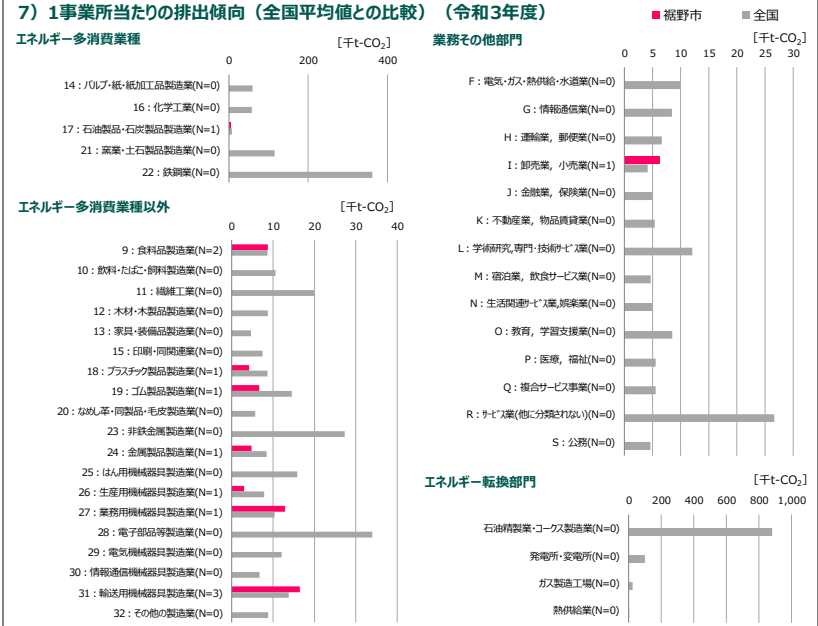 7）1事業所当たりの排出傾向（全国平均値との比較）（令和3年度）
■裾野市 ■全国
エネルギー多消費業種
[千t-CO₂]
0 200 400
14：パルプ・紙・紙加工品製造業(N=0)
16：化学工業(N=0)
17：石油製品・石炭製品製造業(N=1)
21：窯業・土石製品製造業(N=0)
22：鉄鋼業(N=0)
エネルギー多消費業種以外
[千t-CO₂]
0 10 20 30 40
9：食料品製造業(N=2)
10：飲料・たばこ・飼料製造業(N=0)
11：繊維工業(N=0)
12：木材・木製品製造業(N=0)
13：家具・装備品製造業(N=0)
15：印刷・同関連業(N=0)
18：プラスチック製品製造業(N=1)
19：ゴム製品製造業(N=1)
20：なめし革・同製品・毛皮製造業(N=0)
23：非鉄金属製造業(N=0)
24：金属製品製造業(N=1)
25：はん用機械器具製造業(N=0)
26：生産用機械器具製造業(N=1)
27：業務用機械器具製造業(N=1)
28：電子部品等製造業(N=0)
29：電気機械器具製造業(N=0)
30：情報通信機械器具製造業(N=0)
31：輸送用機械器具製造業(N=3)
32：その他の製造業(N=0)
業務その他部門
[千t-CO₂]
0 5 10 15 20 25 30
F：電気・ガス・熱供給・水道業(N=0)
G：情報通信業(N=0)
H：運輸業，郵便業(N=0)
I：卸売業，小売業(N=1)
J：金融業，保険業(N=0)
K：不動産業，物品賃貸業(N=0)
L：学術研究,専門・技術ｻｰﾋﾞｽ業(N=0)
M：宿泊業，飲食サービス業(N=0)
N：生活関連ｻｰﾋﾞｽ業,娯楽業(N=0)
O：教育，学習支援業(N=0)
P：医療，福祉(N=0)
Q：複合サービス事業(N=0)
R：ｻｰﾋﾞｽ業(他に分類されない)(N=0)
S：公務(N=0)
エネルギー転換部門
[千t-CO₂]
0 200 400 600 800 1,000
石油精製業・コークス製造業(N=0)
発電所・変電所(N=0)
ガス製造工場(N=0)
熱供給業(N=0)